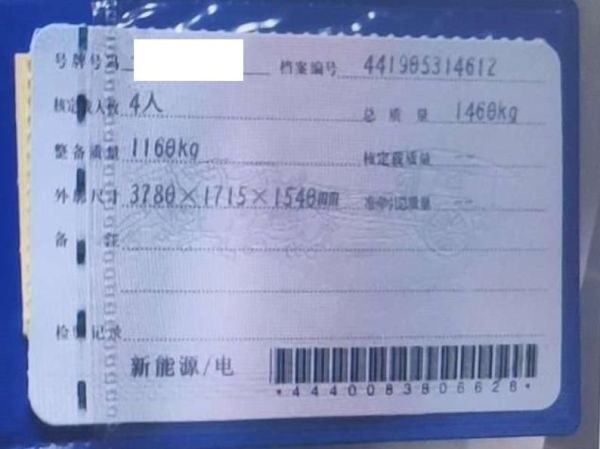 号牌号码 档案编号 441905314612
核定载人数 4人 总质量 1460kg
整备质量 1160kg 核定载质量
外廓尺寸 3780×1715×1540mm 准牵引总质量 --
备注
检验记录
新能源/电
*4440083806628*